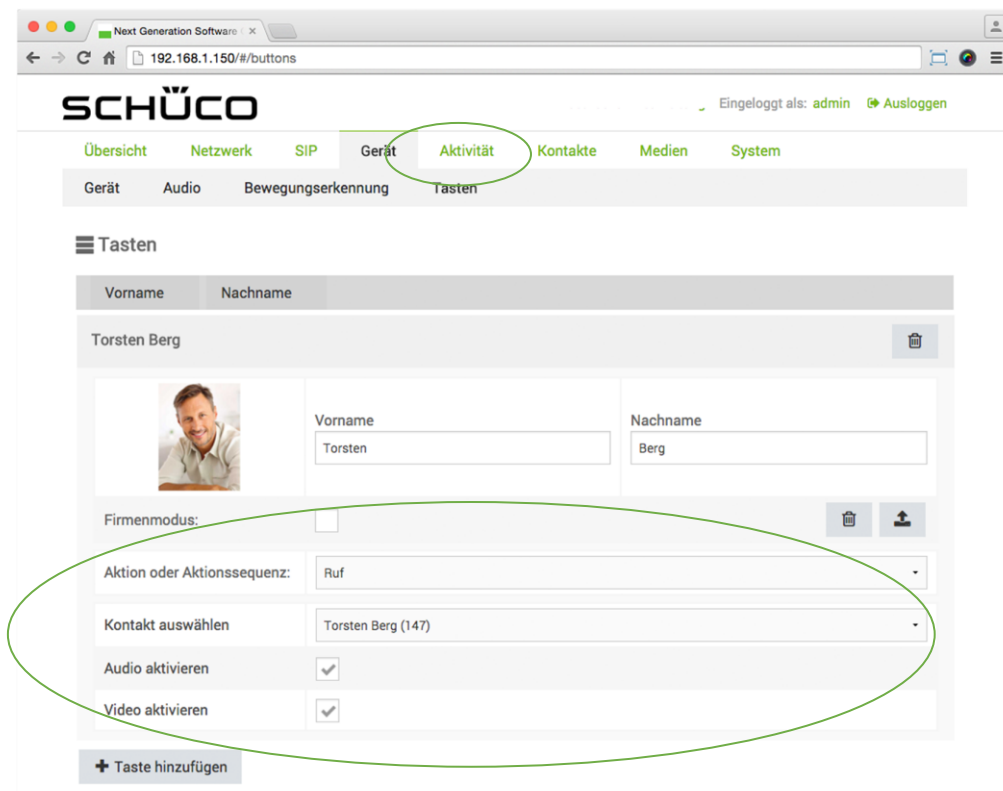 Next Generation Software
192.168.1.150/#/buttons
SCHÜCO
Eingeloggt als: admin Ausloggen
Übersicht Netzwerk SIP Gerät Aktivität Kontakte Medien System
Gerät Audio Bewegungserkennung Tasten
Tasten
Vorname Nachname
Torsten Berg
Vorname Nachname
Torsten Berg
Firmenmodus:
Aktion oder Aktionssequenz: Ruf
Kontakt auswählen Torsten Berg (147)
Audio aktivieren
Video aktivieren
+ Taste hinzufügen